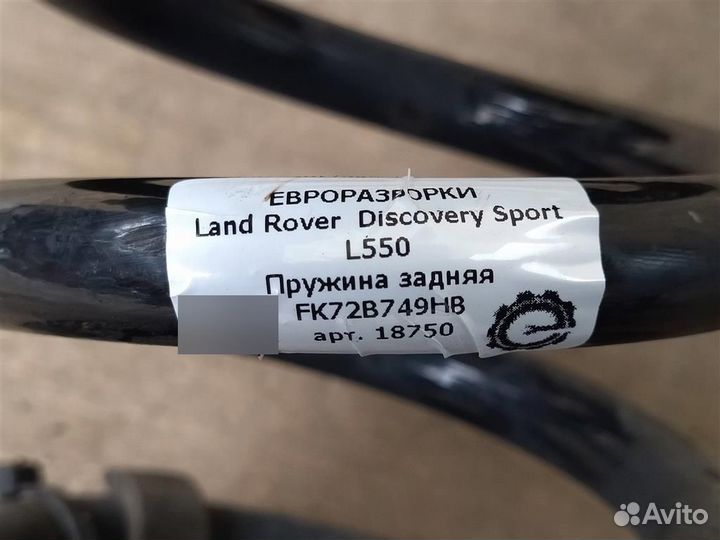 ЕВРОРАЗБОРКИ
Land Rover Discovery Sport
L550
Пружина задняя
FK72B749HB
арт. 18750
Avito